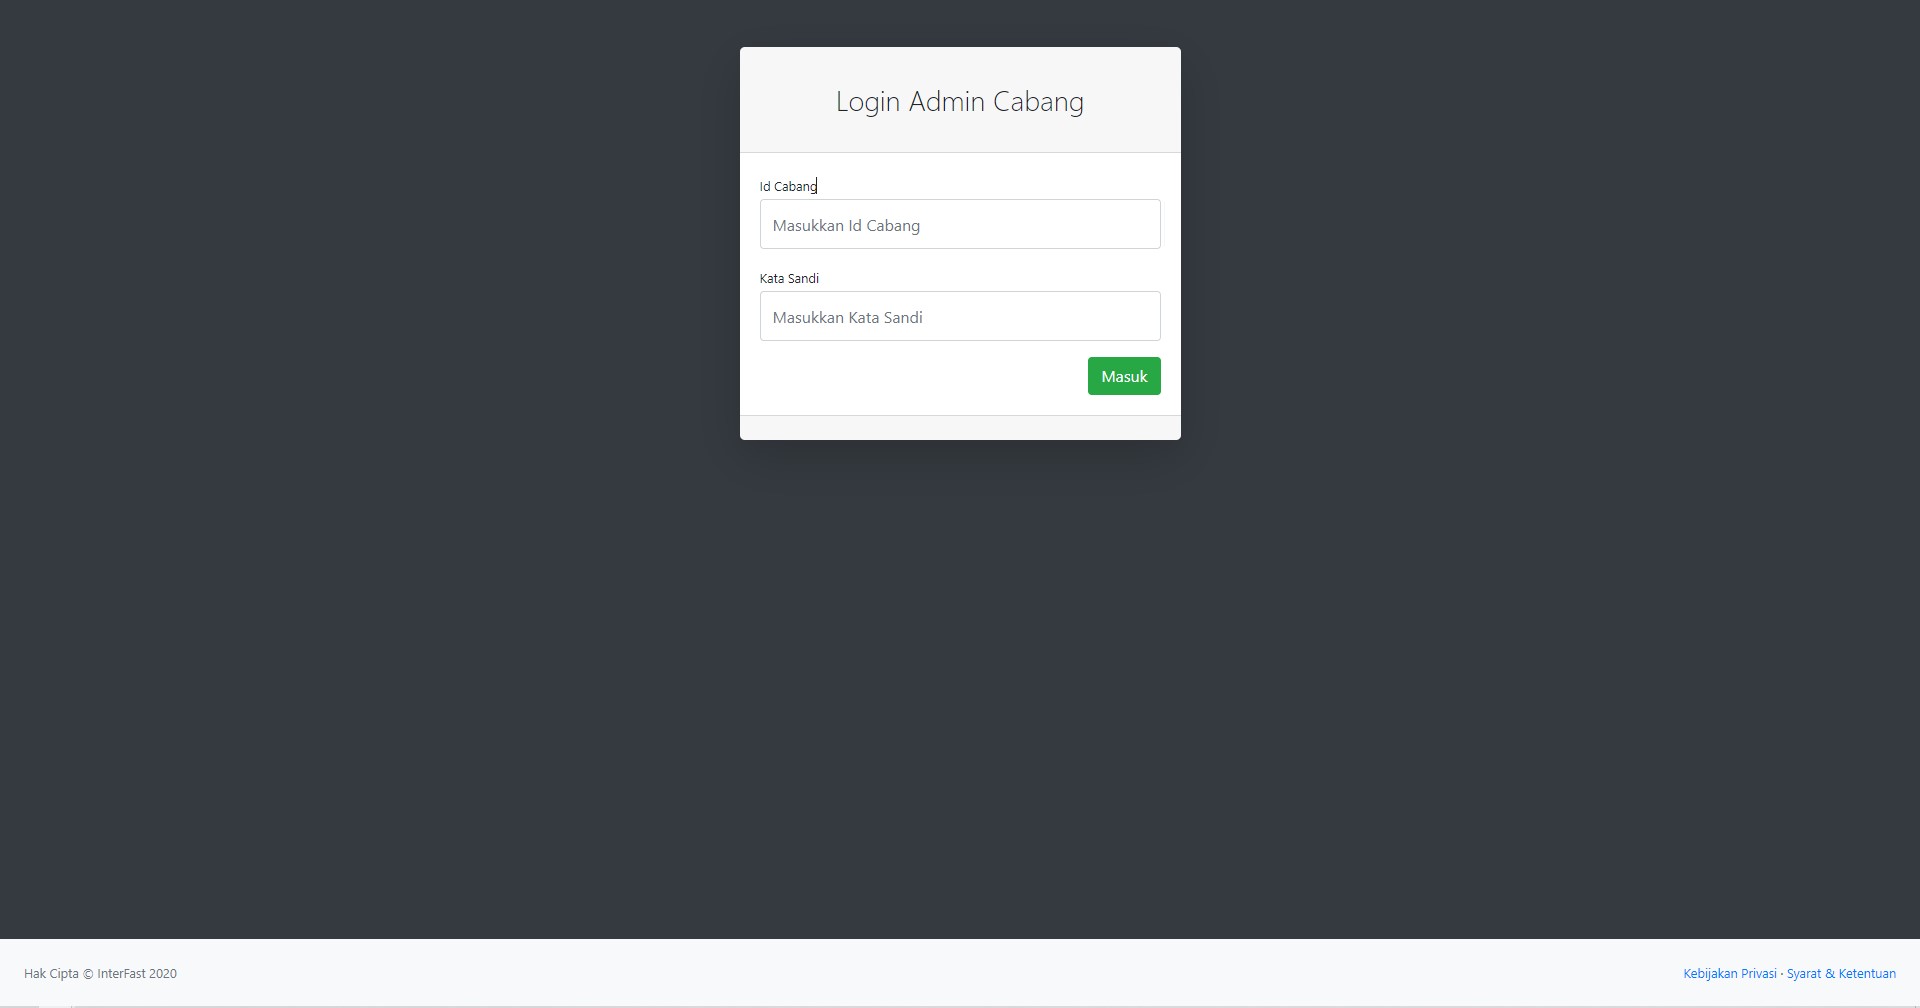 Login Admin Cabang
Id Cabang
Masukkan Id Cabang
Kata Sandi
Masukkan Kata Sandi
Masuk
Hak Cipta © InterFast 2020
Kebijakan Privasi · Syarat & Ketentuan